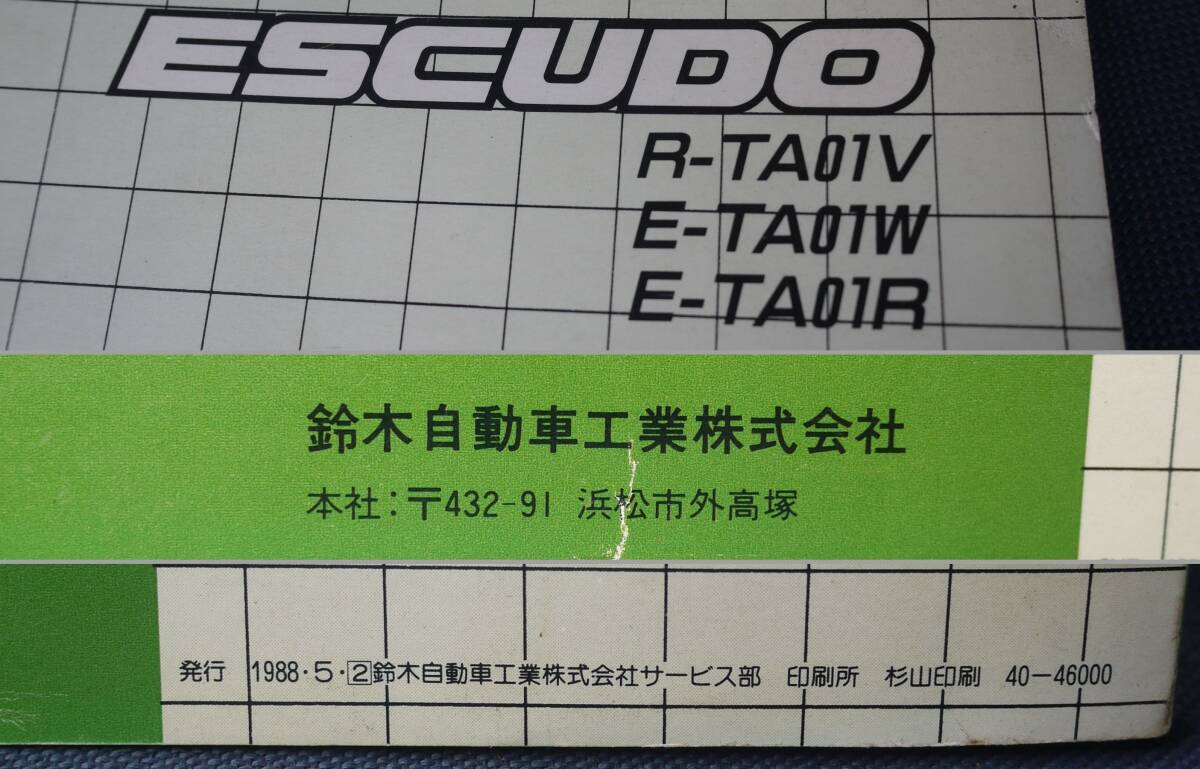 ESCUDO
R-TA01V
E-TA01W
E-TA01R
鈴木自動車工業株式会社
本社:〒432-91 浜松市外高塚
発行 1988・5・2鈴木自動車工業株式会社サービス部 印刷所 杉山印刷 40-46000